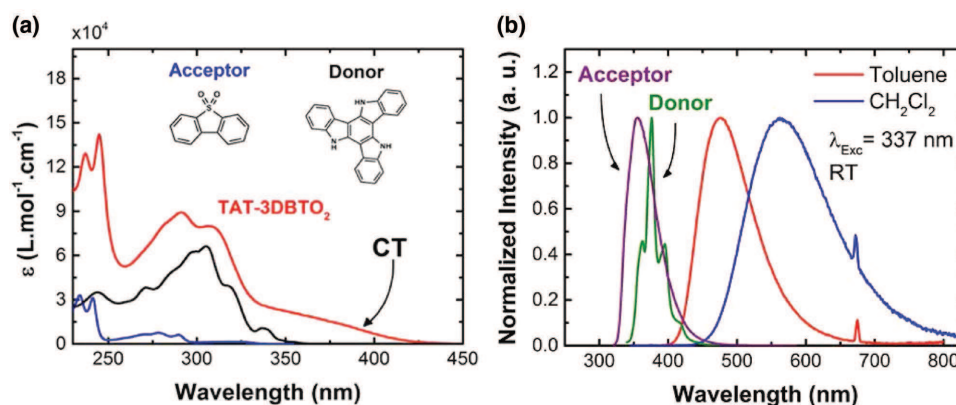 (a)
x10⁴
18
15
12
9
6
3
0
ε (L.mol⁻¹.cm⁻¹)
Acceptor
Donor
O O
S
HN
N
H
NH
TAT-3DBTO₂
CT
250 300 350 400 450
Wavelength (nm)
(b)
1.2
1.0
0.8
0.6
0.4
0.2
0.0
Normalized Intensity (a. u.)
Acceptor
Donor
Toluene
CH₂Cl₂
λExc= 337 nm
RT
300 400 500 600 700 800
Wavelength (nm)